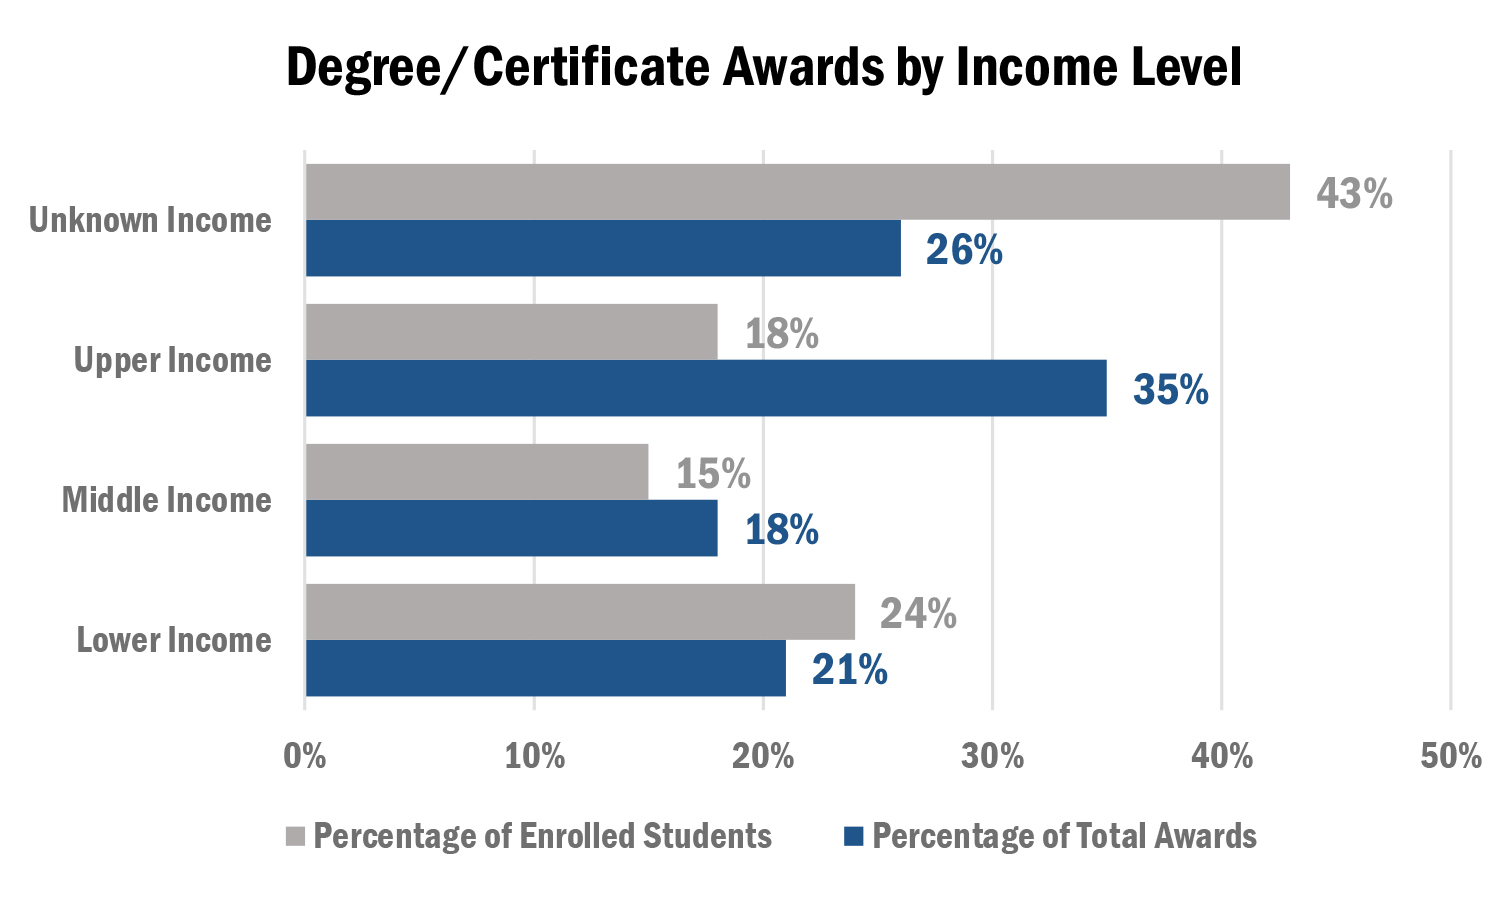 Degree/Certificate Awards by Income Level
Unknown Income
43%
26%
Upper Income
18%
35%
Middle Income
15%
18%
Lower Income
24%
21%
0% 10% 20% 30% 40% 50%
Percentage of Enrolled Students Percentage of Total Awards